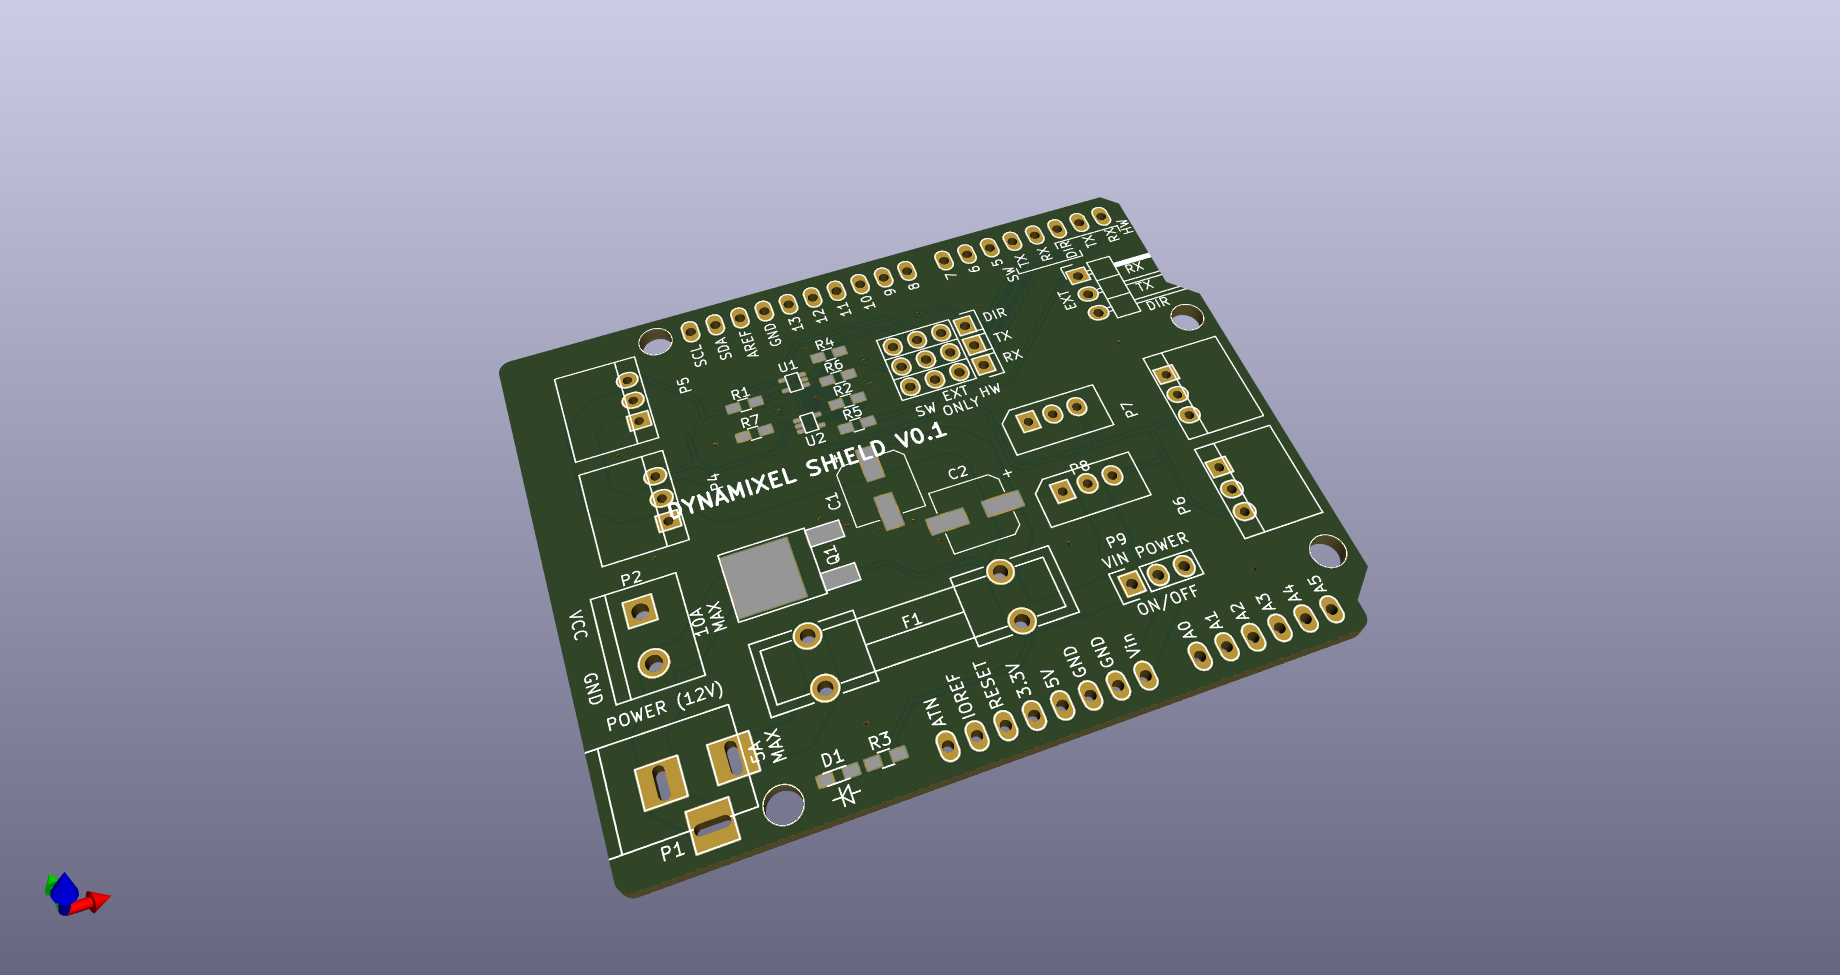 SCL
SDA
AREF
GND
13
12
11
10
9
8
7
6
5
SW
TX
RX
DIR
TX
RX
HW
EXT
RX
TX
DIR
P5
U1
R4
R6
R1
R2
R7
R5
U2
DIR
TX
RX
SW EXT HW
ONLY
P7
P4
DYNAMIXEL SHIELD V0.1
C1
C2
+
P8
P6
Q1
P2
VCC
GND
10A
MAX
POWER (12V)
F1
P9
VIN POWER
ON/OFF
5A
MAX
P1
D1
R3
ATN
IOREF
RESET
3.3V
5V
GND
GND
Vin
A0
A1
A2
A3
A4
A5